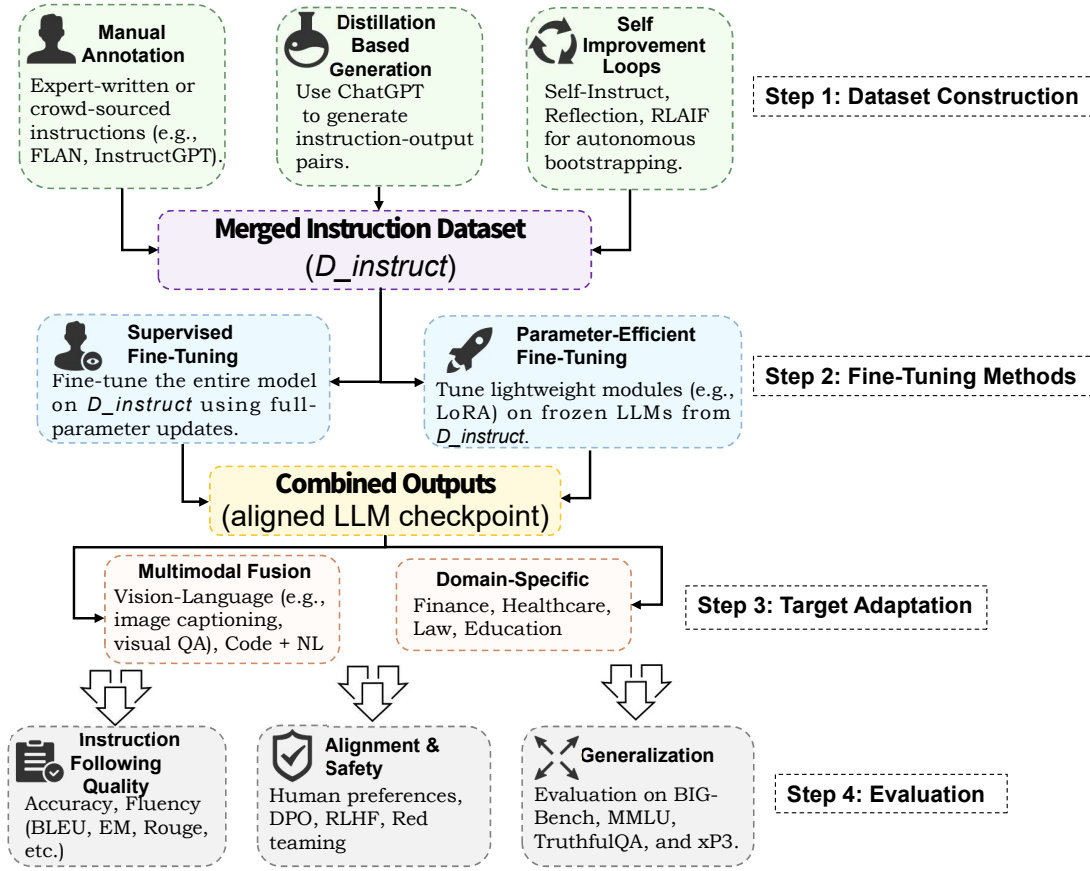 Manual
Annotation
Expert-written or
crowd-sourced
instructions (e.g.,
FLAN, InstructGPT).
Distillation
Based
Generation
Use ChatGPT
to generate
instruction-output
pairs.
Self
Improvement
Loops
Self-Instruct,
Reflection, RLAIF
for autonomous
bootstrapping.
Step 1: Dataset Construction
Merged Instruction Dataset
(D_instruct)
Supervised
Fine-Tuning
Fine-tune the entire model
on D_instruct using full-
parameter updates.
Parameter-Efficient
Fine-Tuning
Tune lightweight modules (e.g.,
LoRA) on frozen LLMs from
D_instruct.
Step 2: Fine-Tuning Methods
Combined Outputs
(aligned LLM checkpoint)
Multimodal Fusion
Vision-Language (e.g.,
image captioning,
visual QA), Code + NL
Domain-Specific
Finance, Healthcare,
Law, Education
Step 3: Target Adaptation
Instruction
Following
Quality
Accuracy, Fluency
(BLEU, EM, Rouge,
etc.)
Alignment &
Safety
Human preferences,
DPO, RLHF, Red
teaming
Generalization
Evaluation on BIG-
Bench, MMLU,
TruthfulQA, and xP3.
Step 4: Evaluation